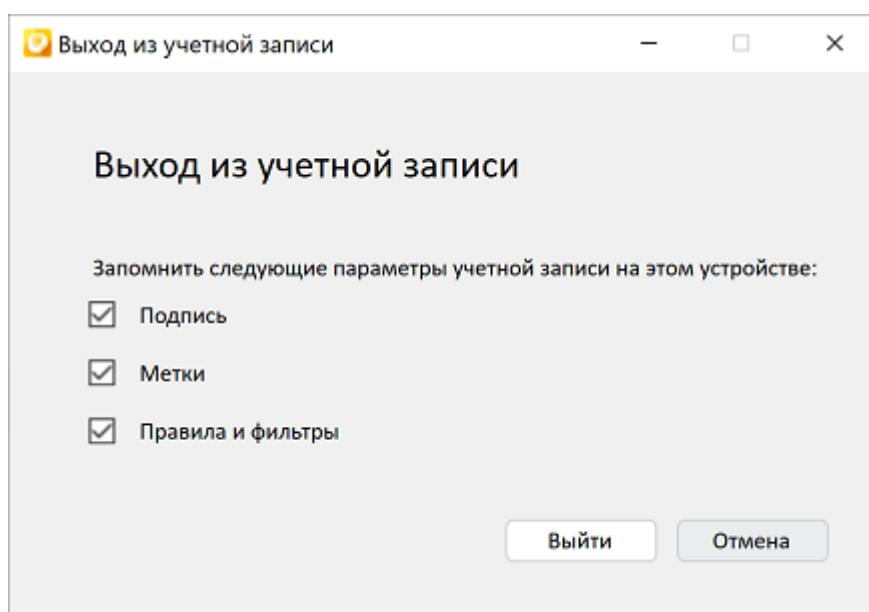 Выход из учетной записи
Выход из учетной записи
Запомнить следующие параметры учетной записи на этом устройстве:
Подпись
Метки
Правила и фильтры
Выйти Отмена